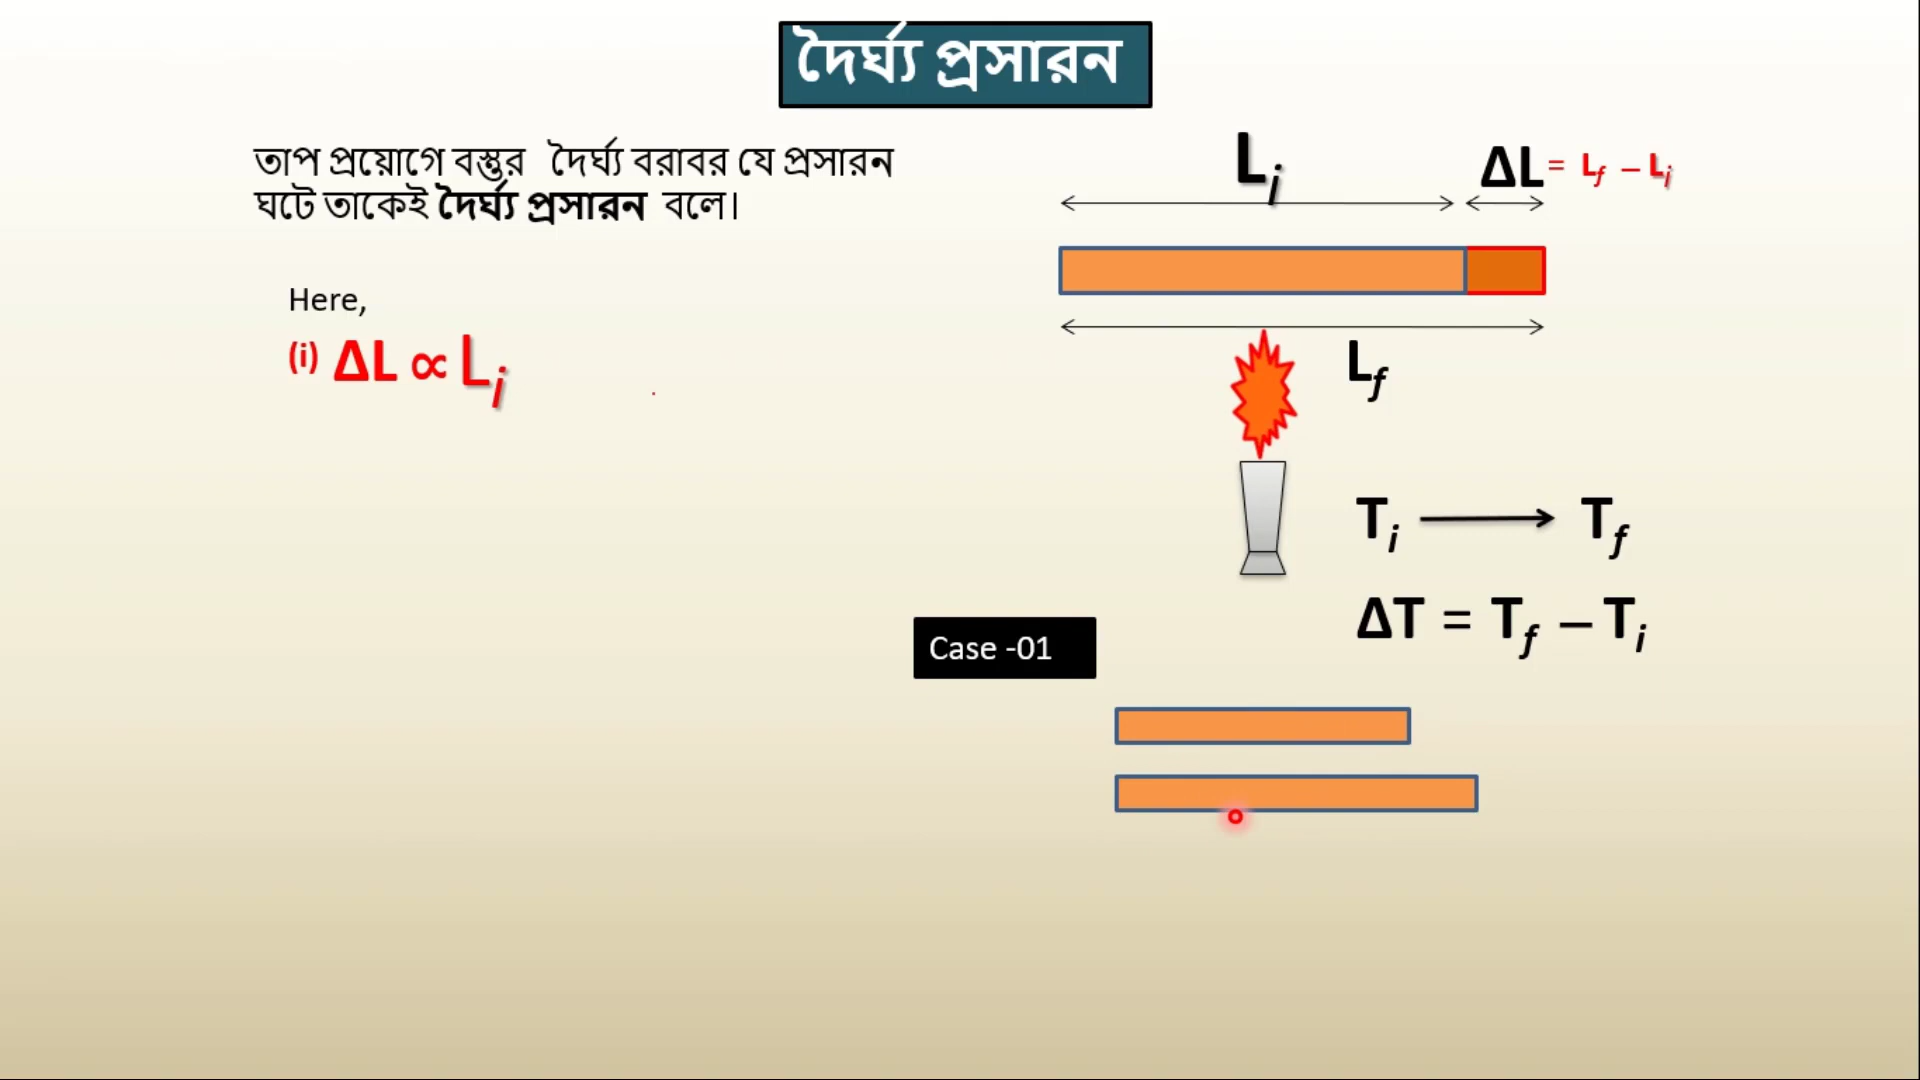 দৈর্ঘ্য প্রসারন
তাপ প্রয়োগে বস্তুর দৈর্ঘ্য বরাবর যে প্রসারন
ঘটে তাকেই দৈর্ঘ্য প্রসারন বলে।
Here,
(i) ΔL ∝ Li
Li
ΔL = Lf – Li
Lf
Ti → Tf
ΔT = Tf – Ti
Case -01